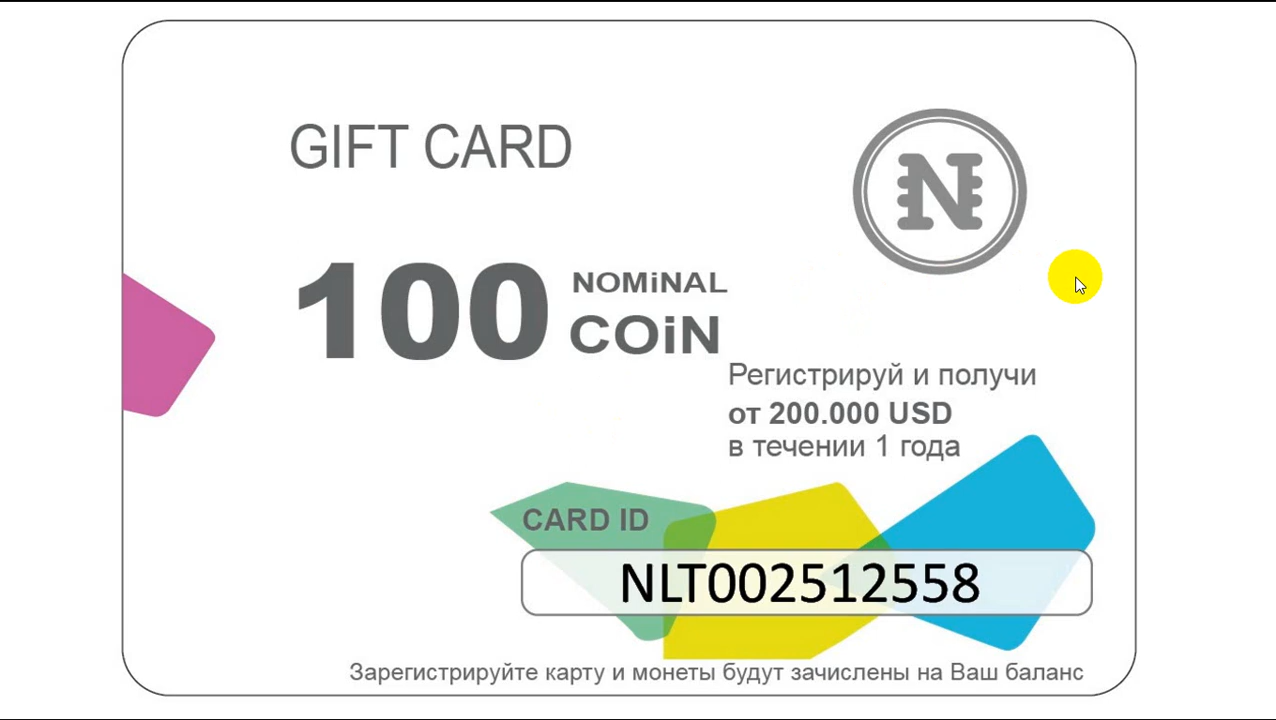 GIFT CARD
N
100 NOMiNAL
COiN
Регистрируй и получи
от 200.000 USD
в течении 1 года
CARD ID
NLT002512558
Зарегистрируйте карту и монеты будут зачислены на Ваш баланс